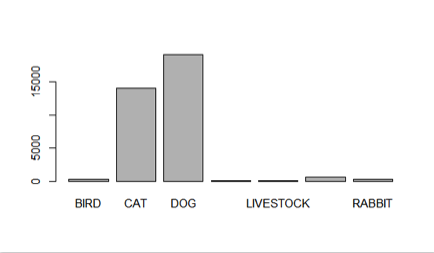 15000
5000
0
BIRD CAT DOG LIVESTOCK RABBIT